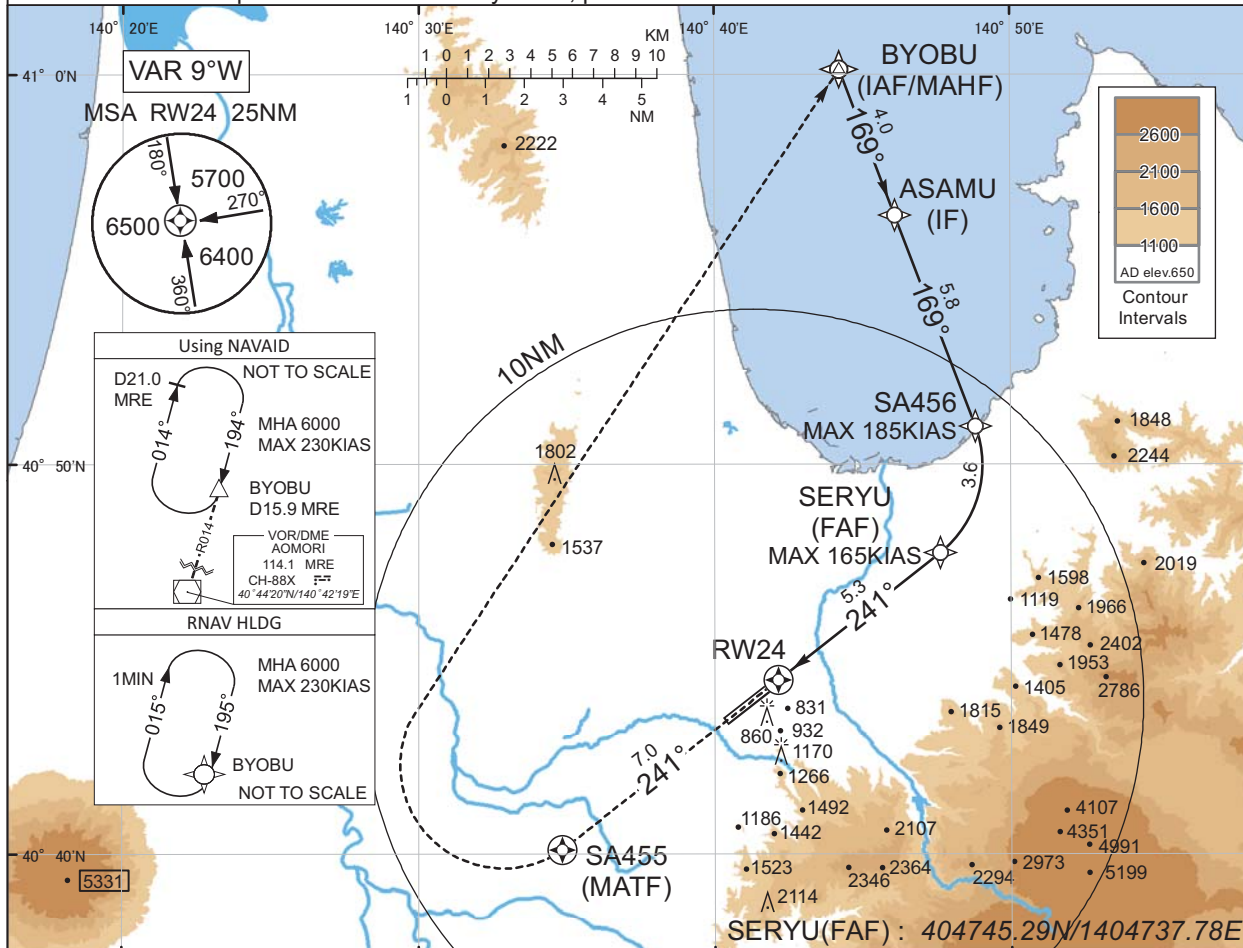 140° 20'E
140° 30'E
140° 40'E
140° 50'E
41° 0'N
VAR 9°W
MSA RW24 25NM
180°
5700
270°
6500
6400
360°
KM
1 0 1 2 3 4 5 6 7 8 9 10
1 0 1 2 3 4 5
NM
2222
BYOBU
(IAF/MAHF)
4.0
169°
ASAMU
(IF)
5.8
169°
2600
2100
1600
1100
AD elev.650
Contour
Intervals
Using NAVAID
NOT TO SCALE
D21.0
MRE
014°
194°
MHA 6000
MAX 230KIAS
BYOBU
D15.9 MRE
R014
VOR/DME
AOMORI
114.1 MRE
CH-88X
40°44'20"N/140°42'19"E
RNAV HLDG
1MIN
015°
195°
MHA 6000
MAX 230KIAS
BYOBU
NOT TO SCALE
10NM
SA456
MAX 185KIAS
3.6
1848
2244
40° 50'N
1802
1537
SERYU
(FAF)
MAX 165KIAS
5.3
241°
2019
1598
1119
1966
1478
2402
1953
2786
1405
1815
1849
RW24
831
860
932
1170
1266
7.0
241°
1492
1186
1442
2107
4107
4351
4991
40° 40'N
SA455
(MATF)
1523
2346
2364
2294
2973
5199
5331
2114
SERYU(FAF) : 404745.29N/1404737.78E